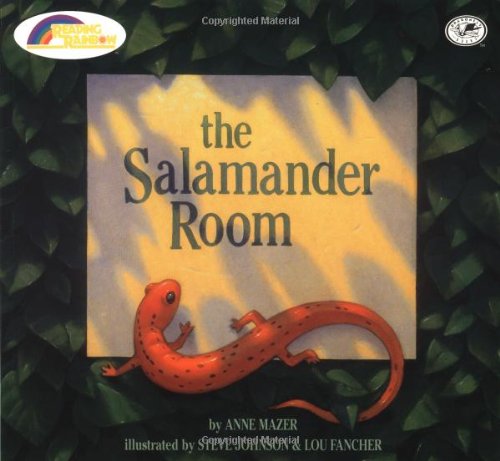 Copyrighted Material
READING
RAINBOW
the
Salamander
Room
by ANNE MAZER
illustrated by STEVE JOHNSON & LOU FANCHER
Copyrighted Material